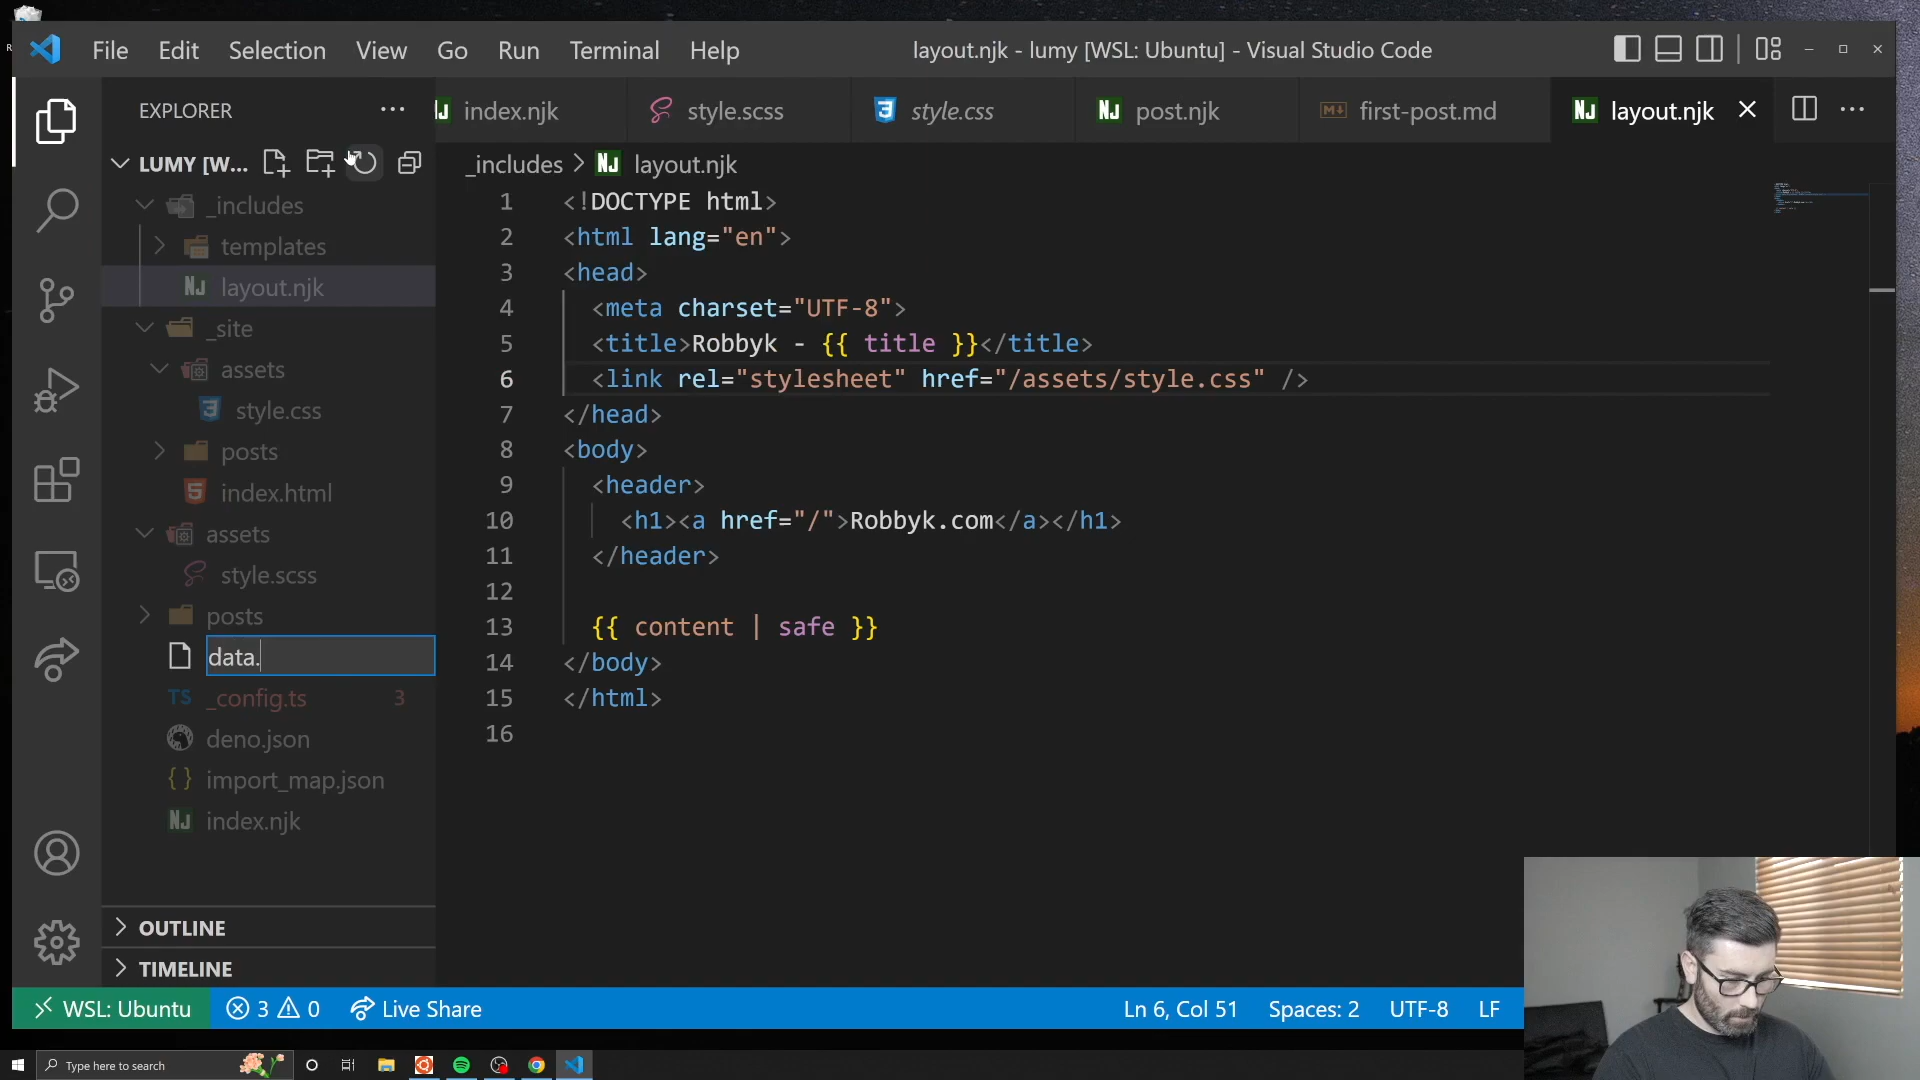 File Edit Selection View Go Run Terminal Help
layout.njk - lumy [WSL: Ubuntu] - Visual Studio Code
EXPLORER
index.njk
style.scss
style.css
post.njk
first-post.md
layout.njk
LUMY [W...
_includes > layout.njk
_includes
templates
layout.njk
_site
assets
style.css
posts
index.html
assets
style.scss
posts
data.
_config.ts 3
deno.json
import_map.json
index.njk
OUTLINE
TIMELINE
1 <!DOCTYPE html>
2 <html lang="en">
3 <head>
4 <meta charset="UTF-8">
5 <title>Robbyk - {{ title }}</title>
6 <link rel="stylesheet" href="/assets/style.css" />
7 </head>
8 <body>
9 <header>
10 <h1><a href="/">Robbyk.com</a></h1>
11 </header>
12
13 {{ content | safe }}
14 </body>
15 </html>
16
WSL: Ubuntu 3 0 Live Share Ln 6, Col 51 Spaces: 2 UTF-8 LF
Type here to search